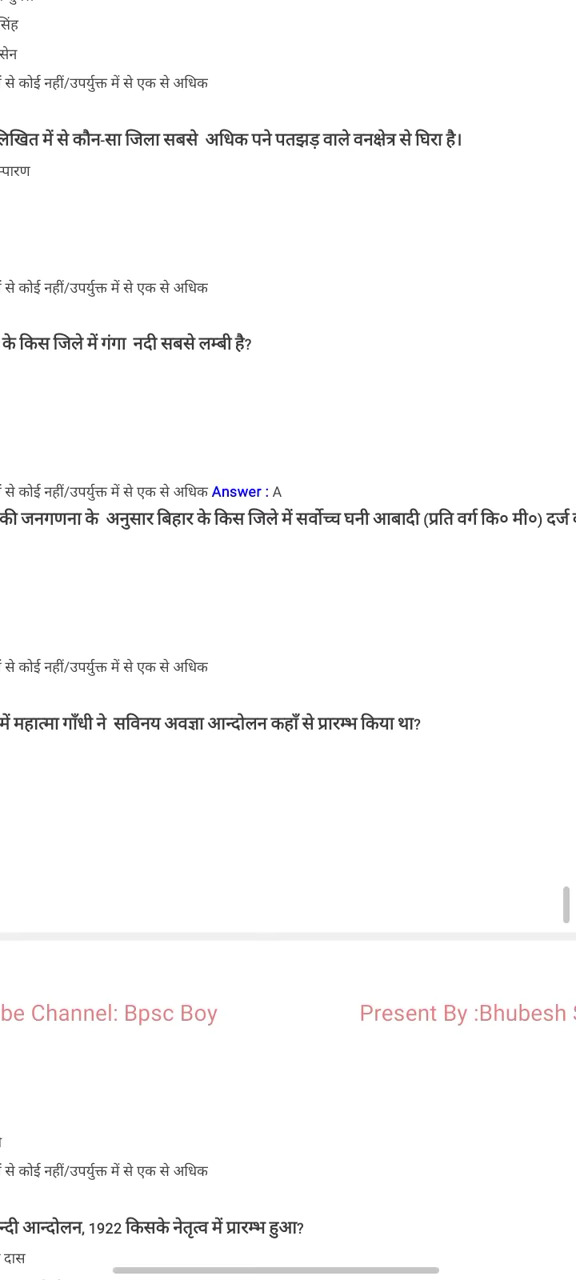 सिंह
सेन
से कोई नहीं/उपर्युक्त में से एक से अधिक
लिखित में से कौन-सा जिला सबसे अधिक पने पतझड़ वाले वनक्षेत्र से घिरा है।
म्पारण
से कोई नहीं/उपर्युक्त में से एक से अधिक
के किस जिले में गंगा नदी सबसे लम्बी है?
से कोई नहीं/उपर्युक्त में से एक से अधिक Answer : A
की जनगणना के अनुसार बिहार के किस जिले में सर्वोच्च घनी आबादी (प्रति वर्ग कि० मी०) दर्ज
से कोई नहीं/उपर्युक्त में से एक से अधिक
में महात्मा गाँधी ने सविनय अवज्ञा आन्दोलन कहाँ से प्रारम्भ किया था?
be Channel: Bpsc Boy
Present By :Bhubesh
से कोई नहीं/उपर्युक्त में से एक से अधिक
न्दी आन्दोलन, 1922 किसके नेतृत्व में प्रारम्भ हुआ?
दास